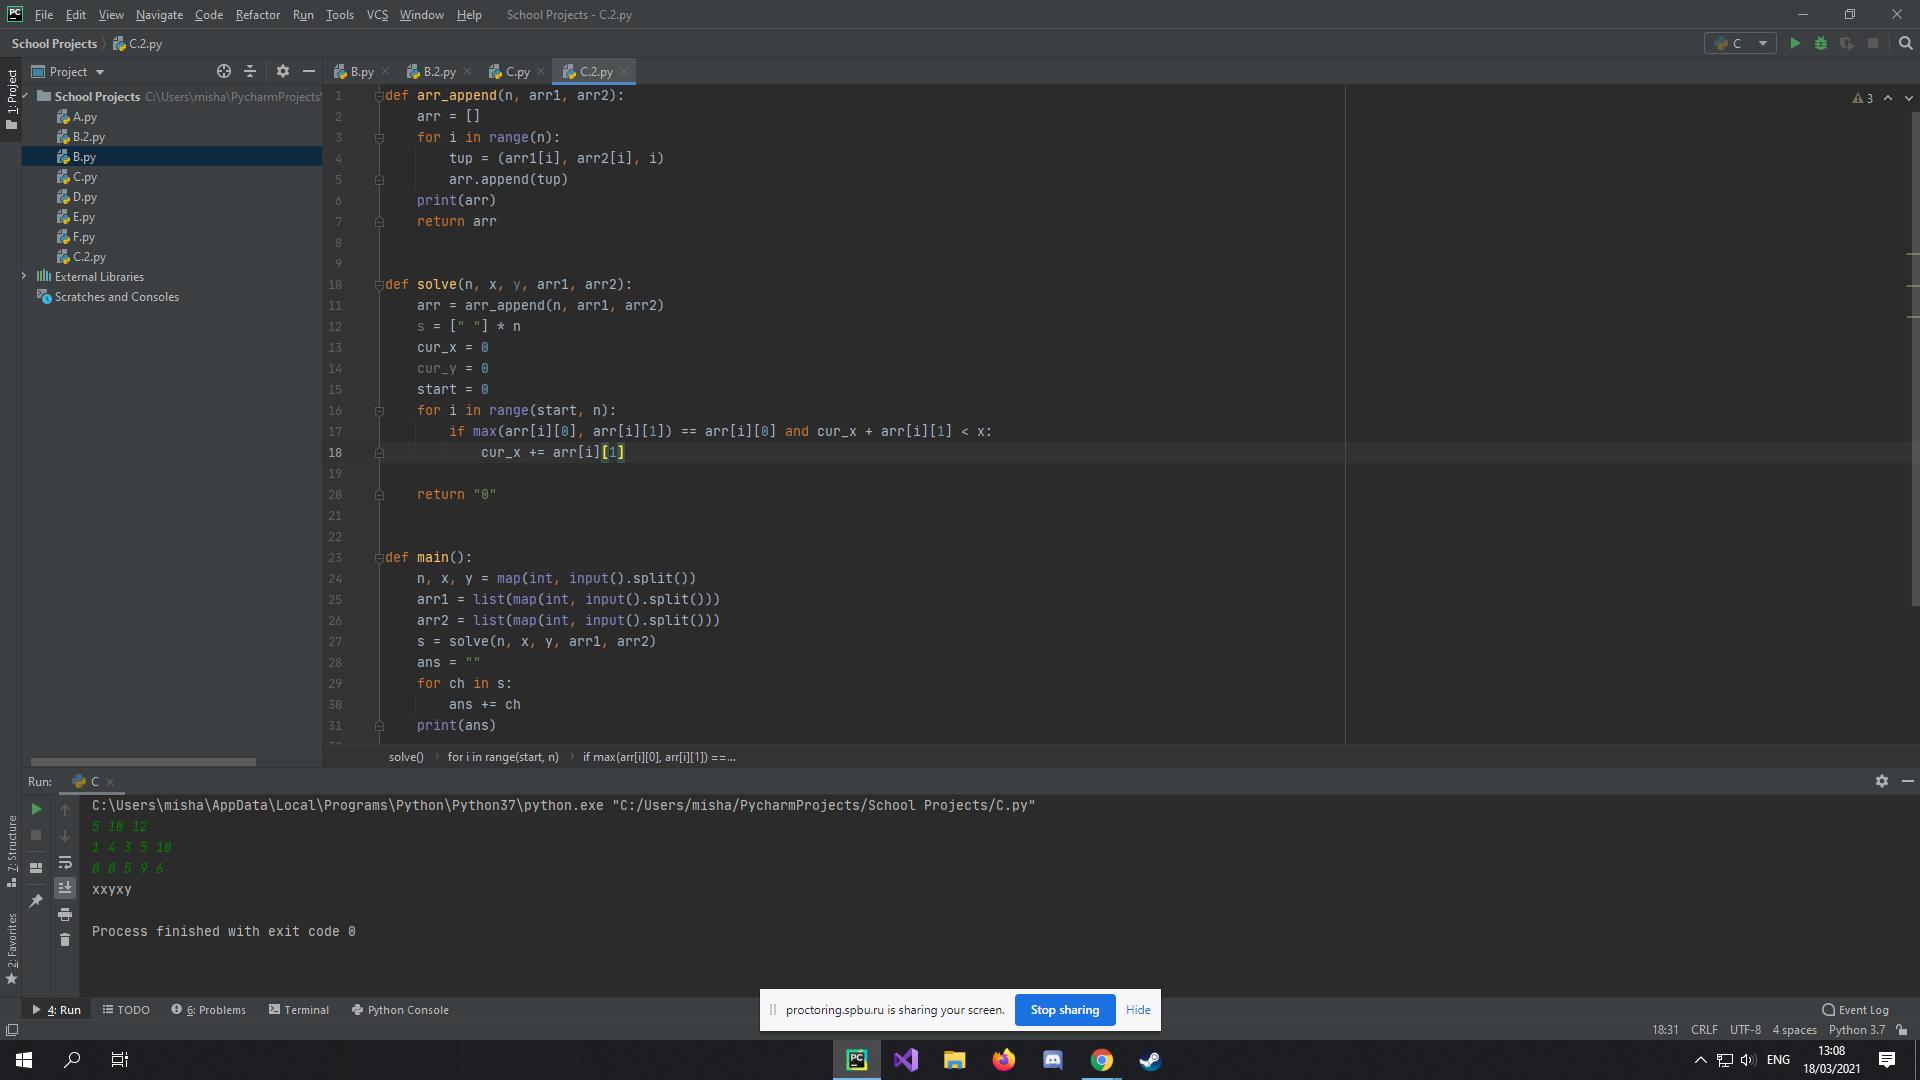 File Edit View Navigate Code Refactor Run Tools VCS Window Help School Projects - C.2.py
School Projects C.2.py
C
1: Project
Project
School Projects C:\Users\misha\PycharmProjects\
A.py
B.2.py
B.py
C.py
D.py
E.py
F.py
C.2.py
External Libraries
Scratches and Consoles
B.py B.2.py C.py C.2.py
3
1 def arr_append(n, arr1, arr2):
2 arr = []
3 for i in range(n):
4 tup = (arr1[i], arr2[i], i)
5 arr.append(tup)
6 print(arr)
7 return arr
8
9
10 def solve(n, x, y, arr1, arr2):
11 arr = arr_append(n, arr1, arr2)
12 s = [" "] * n
13 cur_x = 0
14 cur_y = 0
15 start = 0
16 for i in range(start, n):
17 if max(arr[i][0], arr[i][1]) == arr[i][0] and cur_x + arr[i][1] < x:
18 cur_x += arr[i][1]
19
20 return "0"
21
22
23 def main():
24 n, x, y = map(int, input().split())
25 arr1 = list(map(int, input().split()))
26 arr2 = list(map(int, input().split()))
27 s = solve(n, x, y, arr1, arr2)
28 ans = ""
29 for ch in s:
30 ans += ch
31 print(ans)
solve() for i in range(start, n) if max(arr[i][0], arr[i][1]) ==...
Run: C
C:\Users\misha\AppData\Local\Programs\Python\Python37\python.exe "C:/Users/misha/PycharmProjects/School Projects/C.py"
5 10 12
1 4 3 5 10
8 8 5 9 6
xxyxy
Process finished with exit code 0
7: Structure
2: Favorites
proctoring.spbu.ru is sharing your screen. Stop sharing Hide
4: Run TODO 6: Problems Terminal Python Console Event Log
18:31 CRLF UTF-8 4 spaces Python 3.7
ENG
13:08
18/03/2021